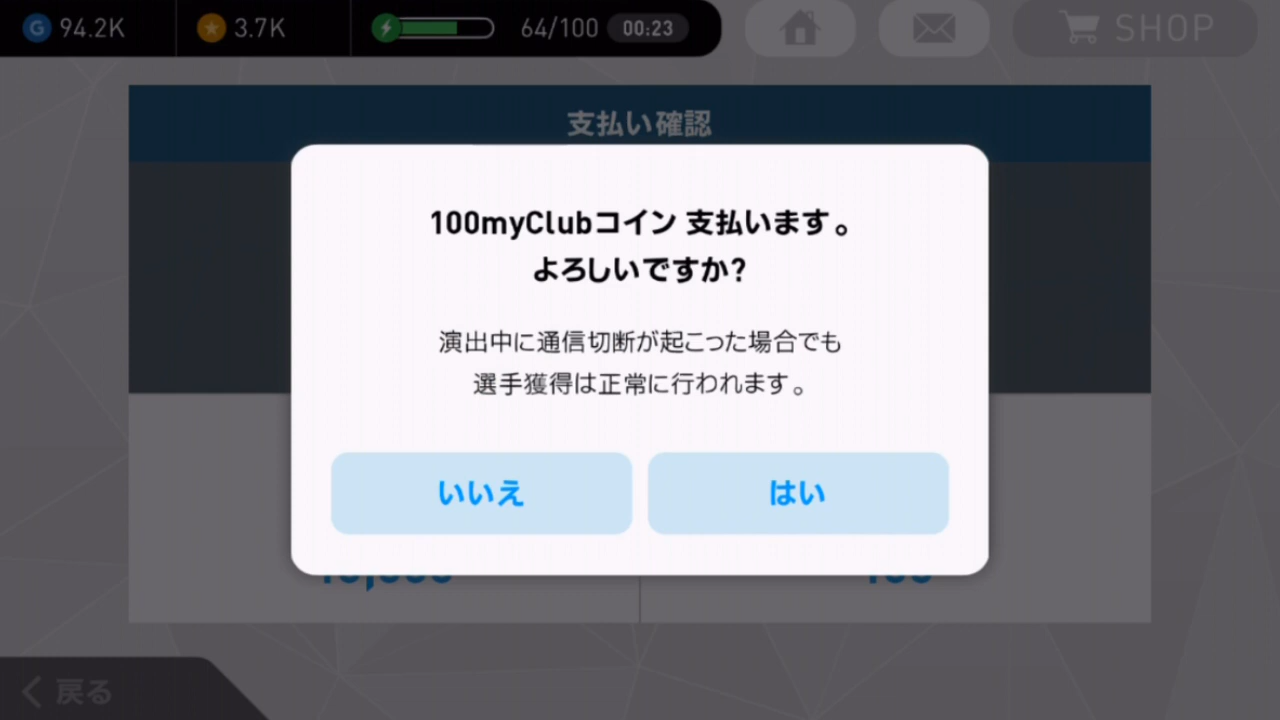 G 94.2K
3.7K
64/100
00:23
SHOP
支払い確認
100myClubコイン 支払います。
よろしいですか?
演出中に通信切断が起こった場合でも
選手獲得は正常に行われます。
いいえ
はい
戻る